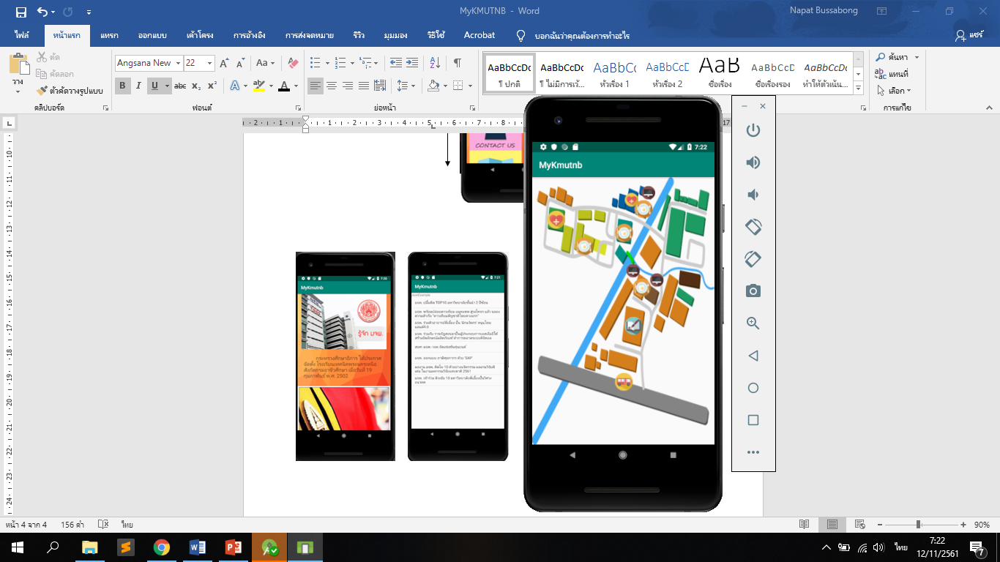 MyKMUTNB - Word
Napat Bussabong
ไฟล์ หน้าแรก แทรก ออกแบบ เค้าโครง การอ้างอิง การส่งจดหมาย รีวิว มุมมอง วิธีใช้ Acrobat บอกฉันว่าคุณต้องการทำอะไร แชร์
วาง
ตัด
คัดลอก
ตัวคัดวางรูปแบบ
คลิปบอร์ด
Angsana New 22
Aa
B I U abc
ฟอนต์
ย่อหน้า
AaBbCcDc AaBbCcDc AaBbCc AaBbCcD AaB AaBbCcD AaBbCcDc
¶ ปกติ ¶ ไม่มีการเว้... หัวเรื่อง 1 หัวเรื่อง 2 ชื่อเรื่อง ชื่อเรื่องรอง ทำให้ตัวเน้น...
ค้นหา
แทนที่
เลือก
การแก้ไข
CONTACT US
7:22
MyKmutnb
7:20
MyKmutnb
รู้จัก มจพ.
กระทรวงศึกษาธิการ ได้ประกาศ
จัดตั้ง โรงเรียนเทคนิคพระนครเหนือ
สังกัดกรมอาชีวศึกษา เมื่อวันที่ 19
กุมภาพันธ์ พ.ศ. 2502
7:21
MyKmutnb
หน้า 4 จาก 4 156 คำ ไทย
90%
ไทย
7:22
12/11/2561
7